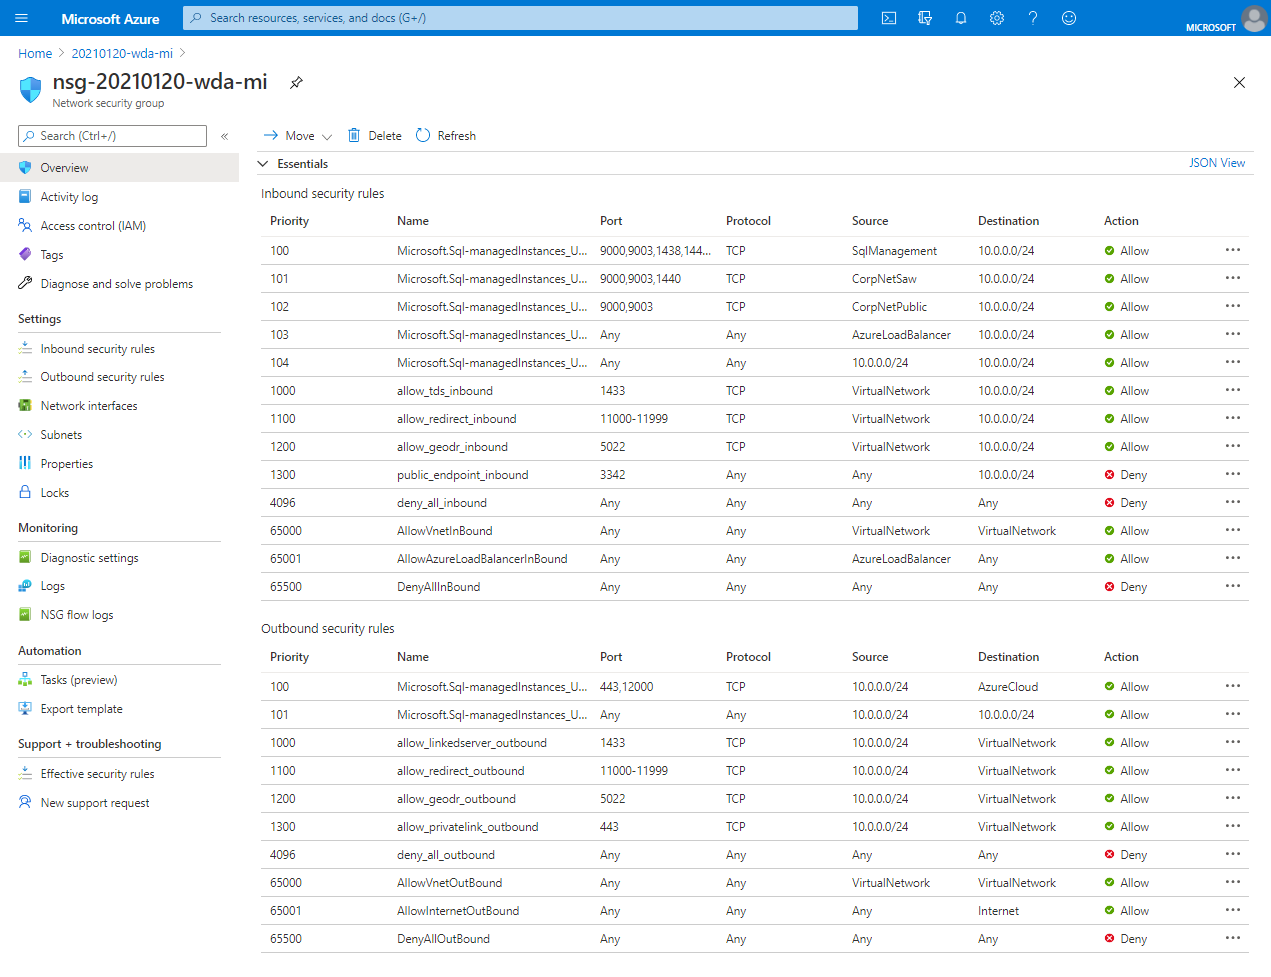 Microsoft Azure
Search resources, services, and docs (G+/)
MICROSOFT
Home > 20210120-wda-mi >
nsg-20210120-wda-mi
Network security group
Search (Ctrl+/)
«
Overview
Activity log
Access control (IAM)
Tags
Diagnose and solve problems
Settings
Inbound security rules
Outbound security rules
Network interfaces
Subnets
Properties
Locks
Monitoring
Diagnostic settings
Logs
NSG flow logs
Automation
Tasks (preview)
Export template
Support + troubleshooting
Effective security rules
New support request
Move Delete Refresh
Essentials JSON View
Inbound security rules
Priority Name Port Protocol Source Destination Action
100 Microsoft.Sql-managedInstances_U... 9000,9003,1438,144... TCP SqlManagement 10.0.0.0/24 Allow
101 Microsoft.Sql-managedInstances_U... 9000,9003,1440 TCP CorpNetSaw 10.0.0.0/24 Allow
102 Microsoft.Sql-managedInstances_U... 9000,9003 TCP CorpNetPublic 10.0.0.0/24 Allow
103 Microsoft.Sql-managedInstances_U... Any Any AzureLoadBalancer 10.0.0.0/24 Allow
104 Microsoft.Sql-managedInstances_U... Any Any 10.0.0.0/24 10.0.0.0/24 Allow
1000 allow_tds_inbound 1433 TCP VirtualNetwork 10.0.0.0/24 Allow
1100 allow_redirect_inbound 11000-11999 TCP VirtualNetwork 10.0.0.0/24 Allow
1200 allow_geodr_inbound 5022 TCP VirtualNetwork 10.0.0.0/24 Allow
1300 public_endpoint_inbound 3342 Any Any 10.0.0.0/24 Deny
4096 deny_all_inbound Any Any Any Any Deny
65000 AllowVnetInBound Any Any VirtualNetwork VirtualNetwork Allow
65001 AllowAzureLoadBalancerInBound Any Any AzureLoadBalancer Any Allow
65500 DenyAllInBound Any Any Any Any Deny
Outbound security rules
Priority Name Port Protocol Source Destination Action
100 Microsoft.Sql-managedInstances_U... 443,12000 TCP 10.0.0.0/24 AzureCloud Allow
101 Microsoft.Sql-managedInstances_U... Any Any 10.0.0.0/24 10.0.0.0/24 Allow
1000 allow_linkedserver_outbound 1433 TCP 10.0.0.0/24 VirtualNetwork Allow
1100 allow_redirect_outbound 11000-11999 TCP 10.0.0.0/24 VirtualNetwork Allow
1200 allow_geodr_outbound 5022 TCP 10.0.0.0/24 VirtualNetwork Allow
1300 allow_privatelink_outbound 443 TCP 10.0.0.0/24 VirtualNetwork Allow
4096 deny_all_outbound Any Any Any Any Deny
65000 AllowVnetOutBound Any Any VirtualNetwork VirtualNetwork Allow
65001 AllowInternetOutBound Any Any Any Internet Allow
65500 DenyAllOutBound Any Any Any Any Deny